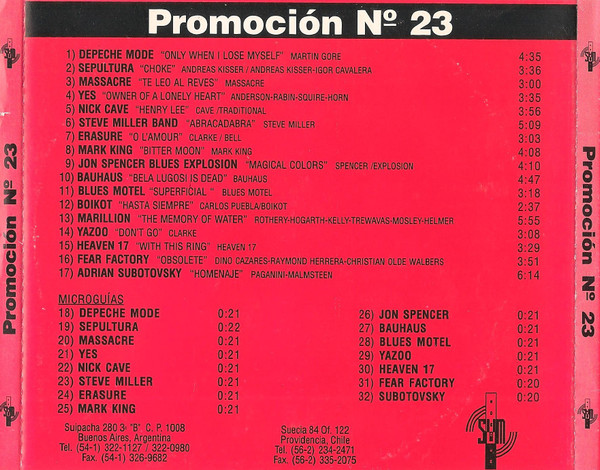 Promoción Nº 23
1) DEPECHE MODE "ONLY WHEN I LOSE MYSELF" MARTIN GORE 4:35
2) SEPULTURA "CHOKE" ANDREAS KISSER / ANDREAS KISSER-IGOR CAVALERA 3:36
3) MASSACRE "TE LEO AL REVES" MASSACRE 3:00
4) YES "OWNER OF A LONELY HEART" ANDERSON-RABIN-SQUIRE-HORN 3:35
5) NICK CAVE "HENRY LEE" CAVE /TRADICIONAL 3:56
6) STEVE MILLER BAND "ABRACADABRA" STEVE MILLER 5:09
7) ERASURE "O L'AMOUR" CLARKE / BELL 3:03
8) MARK KING "BITTER MOON" MARK KING 4:08
9) JON SPENCER BLUES EXPLOSION "MAGICAL COLORS" SPENCER /EXPLOSION 4:10
10) BAUHAUS "BELA LUGOSI IS DEAD" BAUHAUS 4:47
11) BLUES MOTEL "SUPERFICIAL" BLUES MOTEL 3:18
12) BOIKOT "HASTA SIEMPRE" CARLOS PUEBLA/BOIKOT 2:37
13) MARILLION "THE MEMORY OF WATER" ROTHERY-HOGARTH-KELLY-TREWAVAS-MOSLEY-HELMER 5:55
14) YAZOO "DON'T GO" CLARKE 3:08
15) HEAVEN 17 "WITH THIS RING" HEAVEN 17 3:29
16) FEAR FACTORY "OBSOLETE" DINO CAZARES-RAYMOND HERRERA-CHRISTIAN OLDE WALBERS 3:51
17) ADRIAN SUBOTOVSKY "HOMENAJE" PAGANINI-MALMSTEEN 6:14
MICROGUÍAS
18) DEPECHE MODE 0:21
19) SEPULTURA 0:22
20) MASSACRE 0:21
21) YES 0:21
22) NICK CAVE 0:21
23) STEVE MILLER 0:21
24) ERASURE 0:21
25) MARK KING 0:21
26) JON SPENCER 0:21
27) BAUHAUS 0:21
28) BLUES MOTEL 0:21
29) YAZOO 0:21
30) HEAVEN 17 0:21
31) FEAR FACTORY 0:20
32) SUBOTOVSKY 0:20
Suipacha 280 3· "B" C. P. 1008
Buenos Aires, Argentina
Tel. (54-1) 322-1127 / 322-0980
Fax. (54-1) 326-9682
Suecia 84 Of. 122
Providencia, Chile
Tel. (56-2) 234-2471
Fax. (56-2) 335-2075
SUM
Promoción Nº 23
Promoción Nº 23